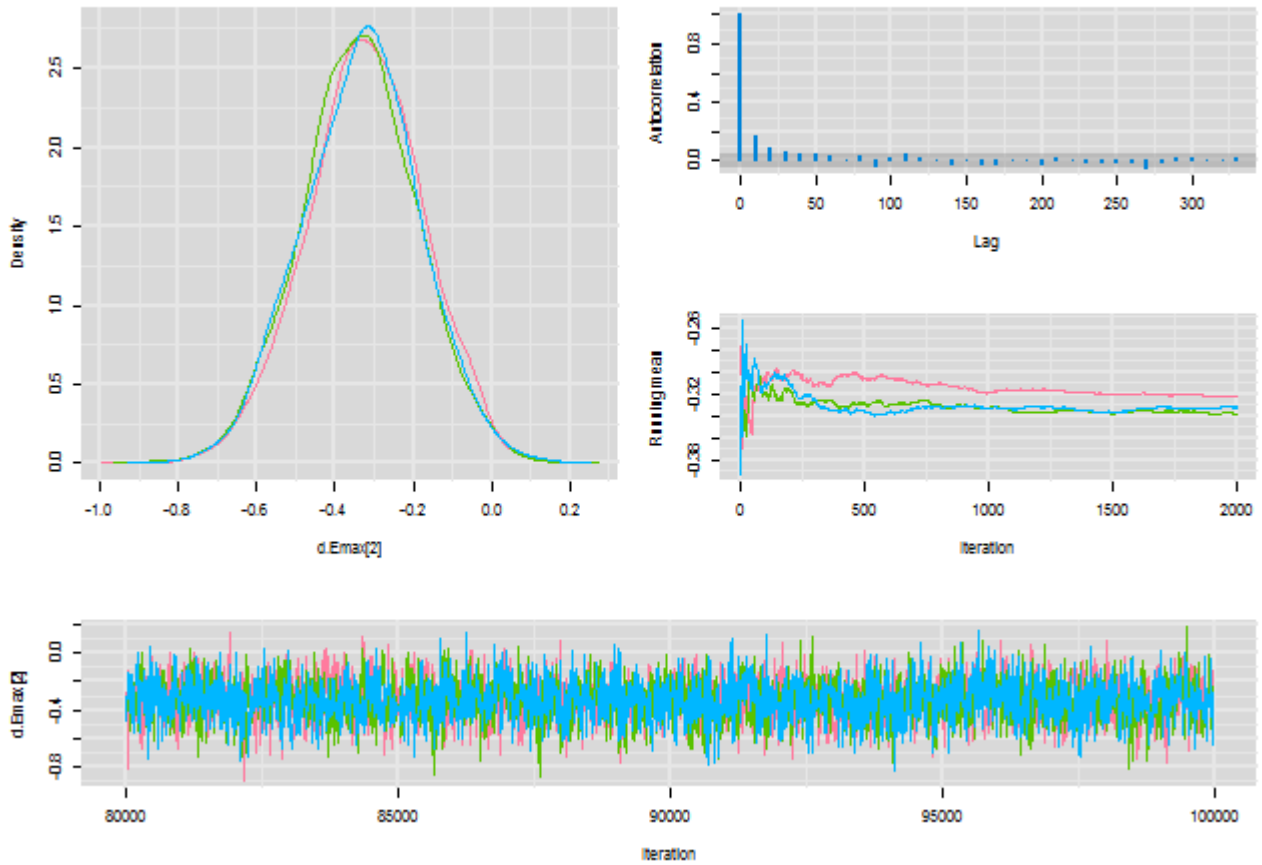 Density
0.0 0.5 1.0 1.5 2.0 2.5
-1.0 -0.8 -0.6 -0.4 -0.2 0.0 0.2
d.Emax[2]
Autocorrelation
0.0 0.4 0.8
0 50 100 150 200 250 300
Lag
Running mean
-0.38 -0.32 -0.26
0 500 1000 1500 2000
Iteration
d.Emax[2]
-0.8 -0.4 0.0
80000 85000 90000 95000 100000
Iteration